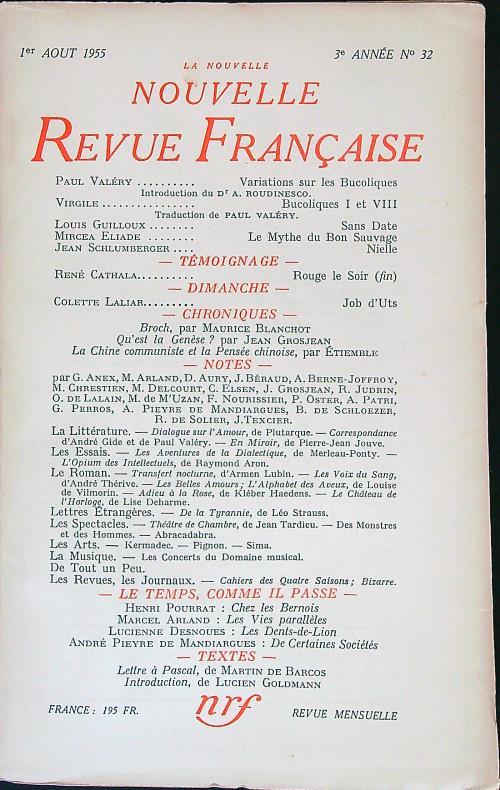 1er AOUT 1955 3e ANNÉE No 32
LA NOUVELLE
NOUVELLE
REVUE FRANÇAISE
PAUL VALÉRY .......... Variations sur les Bucoliques
Introduction du Dr A. ROUDINESCO.
VIRGILE................ Bucoliques I et VIII
Traduction de PAUL VALÉRY.
LOUIS GUILLOUX ........ Sans Date
MIRCEA ELIADE ........ Le Mythe du Bon Sauvage
JEAN SCHLUMBERGER .... Nielle
— TÉMOIGNAGE —
RENÉ CATHALA.......... Rouge le Soir (fin)
— DIMANCHE —
COLETTE LALIAR......... Job d'Uts
— CHRONIQUES —
Broch, par MAURICE BLANCHOT
Qu'est la Genèse ? par JEAN GROSJEAN
La Chine communiste et la Pensée chinoise, par ÉTIEMBLE
— NOTES —
par G. ANEX, M. ARLAND, D. AURY, J. BÉRAUD, A. BERNE-JOFFROY,
M. CHRESTIEN, M. DELCOURT, C. ELSEN, J. GROSJEAN, R. JUDRIN,
O. DE LALAIN, M. DE M'UZAN, F. NOURISSIER, P. OSTER, A. PATRI,
G. PERROS, A. PIEYRE DE MANDIARGUES, B. DE SCHLOEZER,
R. DE SOLIER, J.TEXCIER.
La Littérature. — Dialogue sur l'Amour, de Plutarque. — Correspondance
d'André Gide et de Paul Valéry. — En Miroir, de Pierre-Jean Jouve.
Les Essais. — Les Aventures de la Dialectique, de Merleau-Ponty. —
L'Opium des Intellectuels, de Raymond Aron.
Le Roman. — Transfert nocturne, d'Armen Lubin. — Les Voix du Sang,
d'André Thérive. — Les Belles Amours ; L'Alphabet des Aveux, de Louise
de Vilmorin. — Adieu à la Rose, de Kléber Haedens. — Le Château de
l'Horloge, de Lise Deharme.
Lettres Étrangères. — De la Tyrannie, de Léo Strauss.
Les Spectacles. — Théâtre de Chambre, de Jean Tardieu. — Des Monstres
et des Hommes. — Abracadabra.
Les Arts. — Kermadec. — Pignon. — Sima.
La Musique. — Les Concerts du Domaine musical.
De Tout un Peu.
Les Revues, les Journaux. — Cahiers des Quatre Saisons ; Bizarre.
— LE TEMPS, COMME IL PASSE —
HENRI POURRAT : Chez les Bernois
MARCEL ARLAND : Les Vies parallèles
LUCIENNE DESNOUES : Les Dents-de-Lion
ANDRÉ PIEYRE DE MANDIARGUES : De Certaines Sociétés
— TEXTES —
Lettre à Pascal, de MARTIN DE BARCOS
Introduction, de LUCIEN GOLDMANN
FRANCE : 195 FR. nrf REVUE MENSUELLE